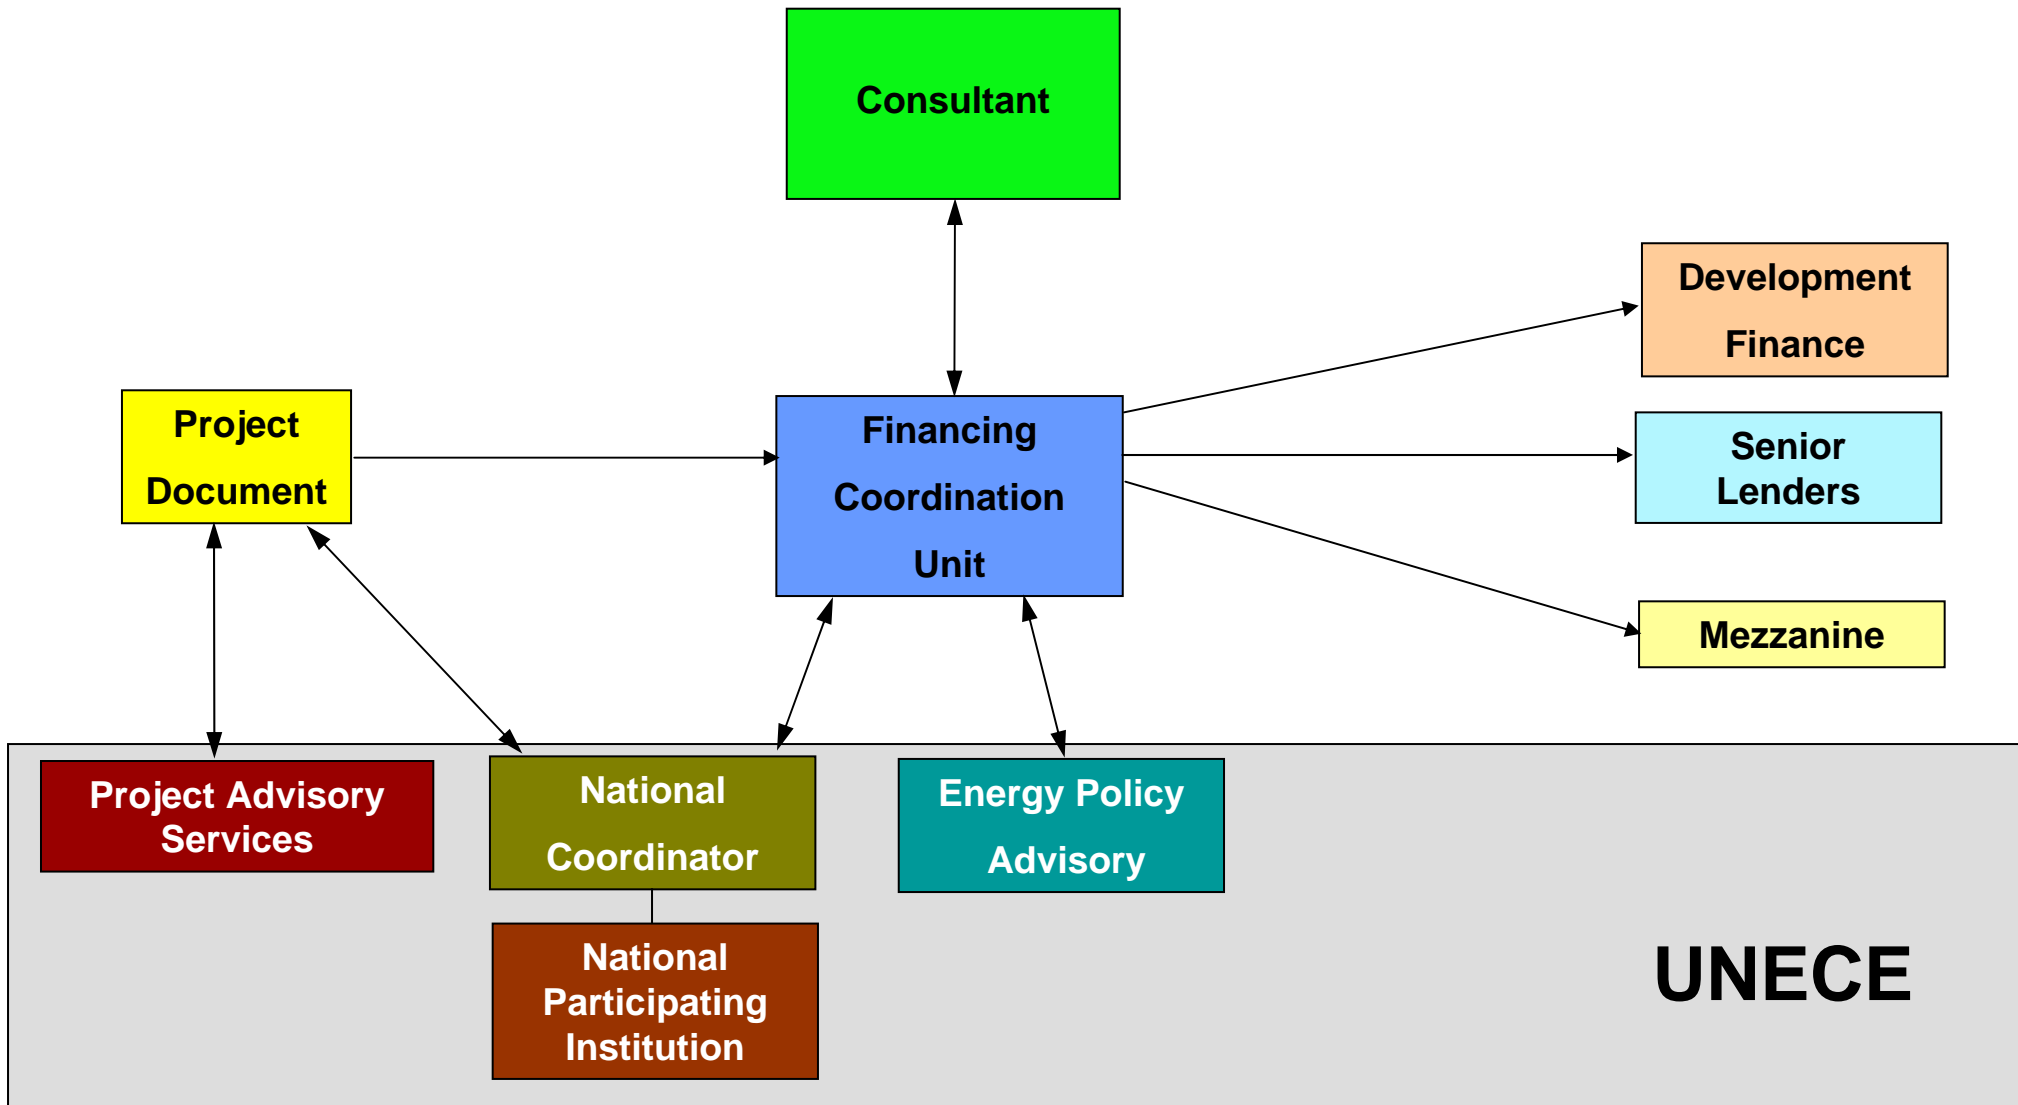 Consultant
Development
Finance
Project
Document
Financing
Coordination
Unit
Senior
Lenders
Mezzanine
Project Advisory
Services
National
Coordinator
Energy Policy
Advisory
National
Participating
Institution
UNECE